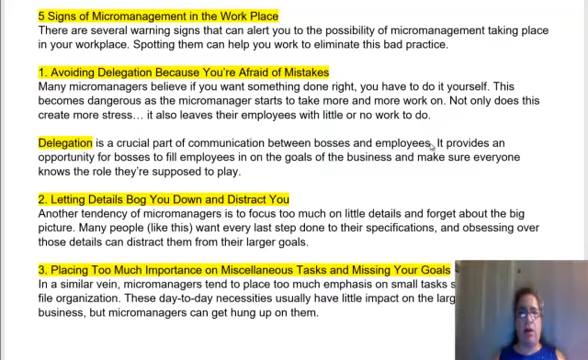 5 Signs of Micromanagement in the Work Place
There are several warning signs that can alert you to the possibility of micromanagement taking place
in your workplace. Spotting them can help you work to eliminate this bad practice.
1. Avoiding Delegation Because You're Afraid of Mistakes
Many micromanagers believe if you want something done right, you have to do it yourself. This
becomes dangerous as the micromanager starts to take more and more work on. Not only does this
create more stress… it also leaves their employees with little or no work to do.
Delegation is a crucial part of communication between bosses and employees. It provides an
opportunity for bosses to fill employees in on the goals of the business and make sure everyone
knows the role they're supposed to play.
2. Letting Details Bog You Down and Distract You
Another tendency of micromanagers is to focus too much on little details and forget about the big
picture. Many people (like this) want every last step done to their specifications, and obsessing over
those details can distract them from their larger goals.
3. Placing Too Much Importance on Miscellaneous Tasks and Missing Your Goals
In a similar vein, micromanagers tend to place too much emphasis on small tasks
file organization. These day-to-day necessities usually have little impact on the
business, but micromanagers can get hung up on them.